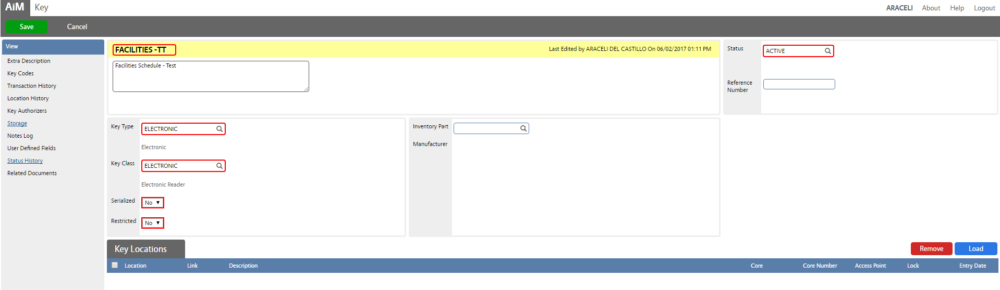 AiM Key ARACELI About Help Logout
Save Cancel
View
Extra Description
Key Codes
Transaction History
Location History
Key Authorizers
Storage
Notes Log
User Defined Fields
Status History
Related Documents
FACILITIES -TT Last Edited by ARACELI DEL CASTILLO On 06/02/2017 01:11 PM
Facilities Schedule - Test
Status ACTIVE
Reference
Number
Key Type ELECTRONIC
Electronic
Key Class ELECTRONIC
Electronic Reader
Serialized No
Restricted No
Inventory Part
Manufacturer
Key Locations Remove Load
Location Link Description Core Core Number Access Point Lock Entry Date